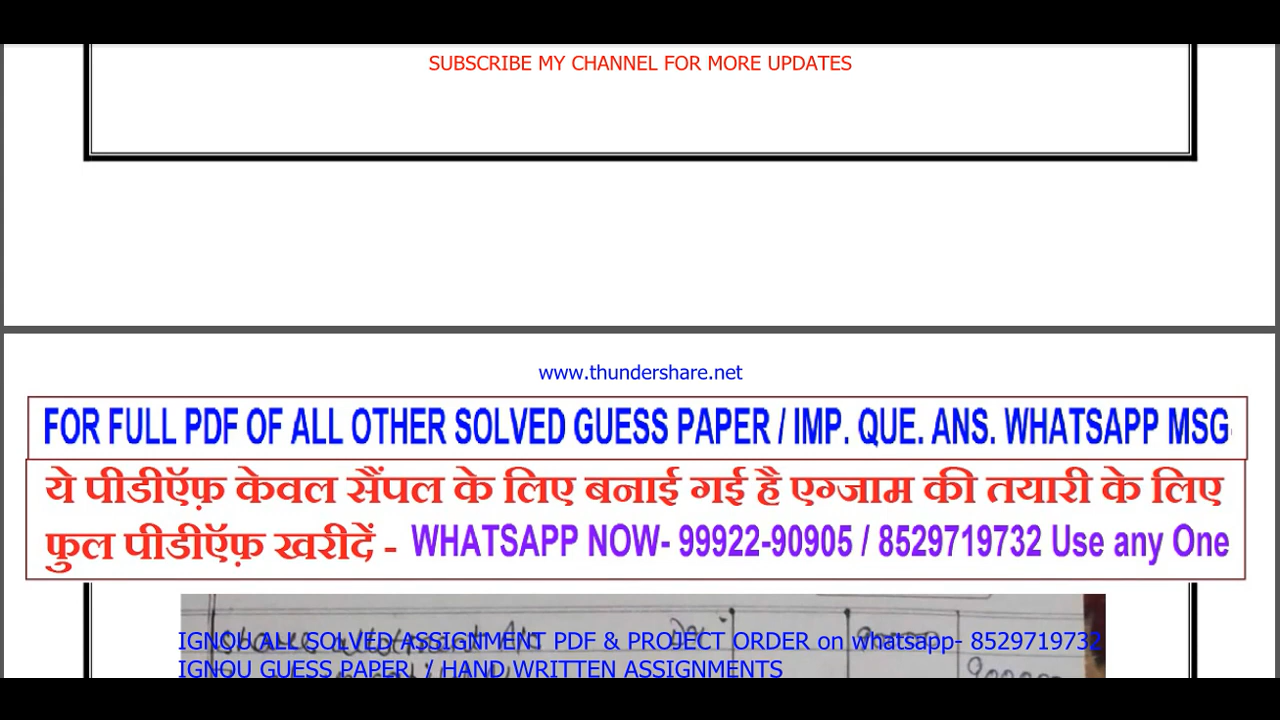 SUBSCRIBE MY CHANNEL FOR MORE UPDATES
www.thundershare.net
FOR FULL PDF OF ALL OTHER SOLVED GUESS PAPER / IMP. QUE. ANS. WHATSAPP MSG
ये पीडीऍफ़ केवल सैंपल के लिए बनाई गई है एग्जाम की तयारी के लिए
फुल पीडीऍफ़ खरीदें - WHATSAPP NOW- 99922-90905 / 8529719732 Use any One
IGNOU ALL SOLVED ASSIGNMENT PDF & PROJECT ORDER on whatsapp- 8529719732
IGNOU GUESS PAPER / HAND WRITTEN ASSIGNMENTS